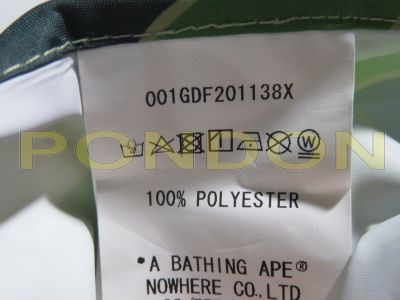 001GDF201138X
PONDON
W
100% POLYESTER
*A BATHING APE®
NOWHERE CO.,LTD